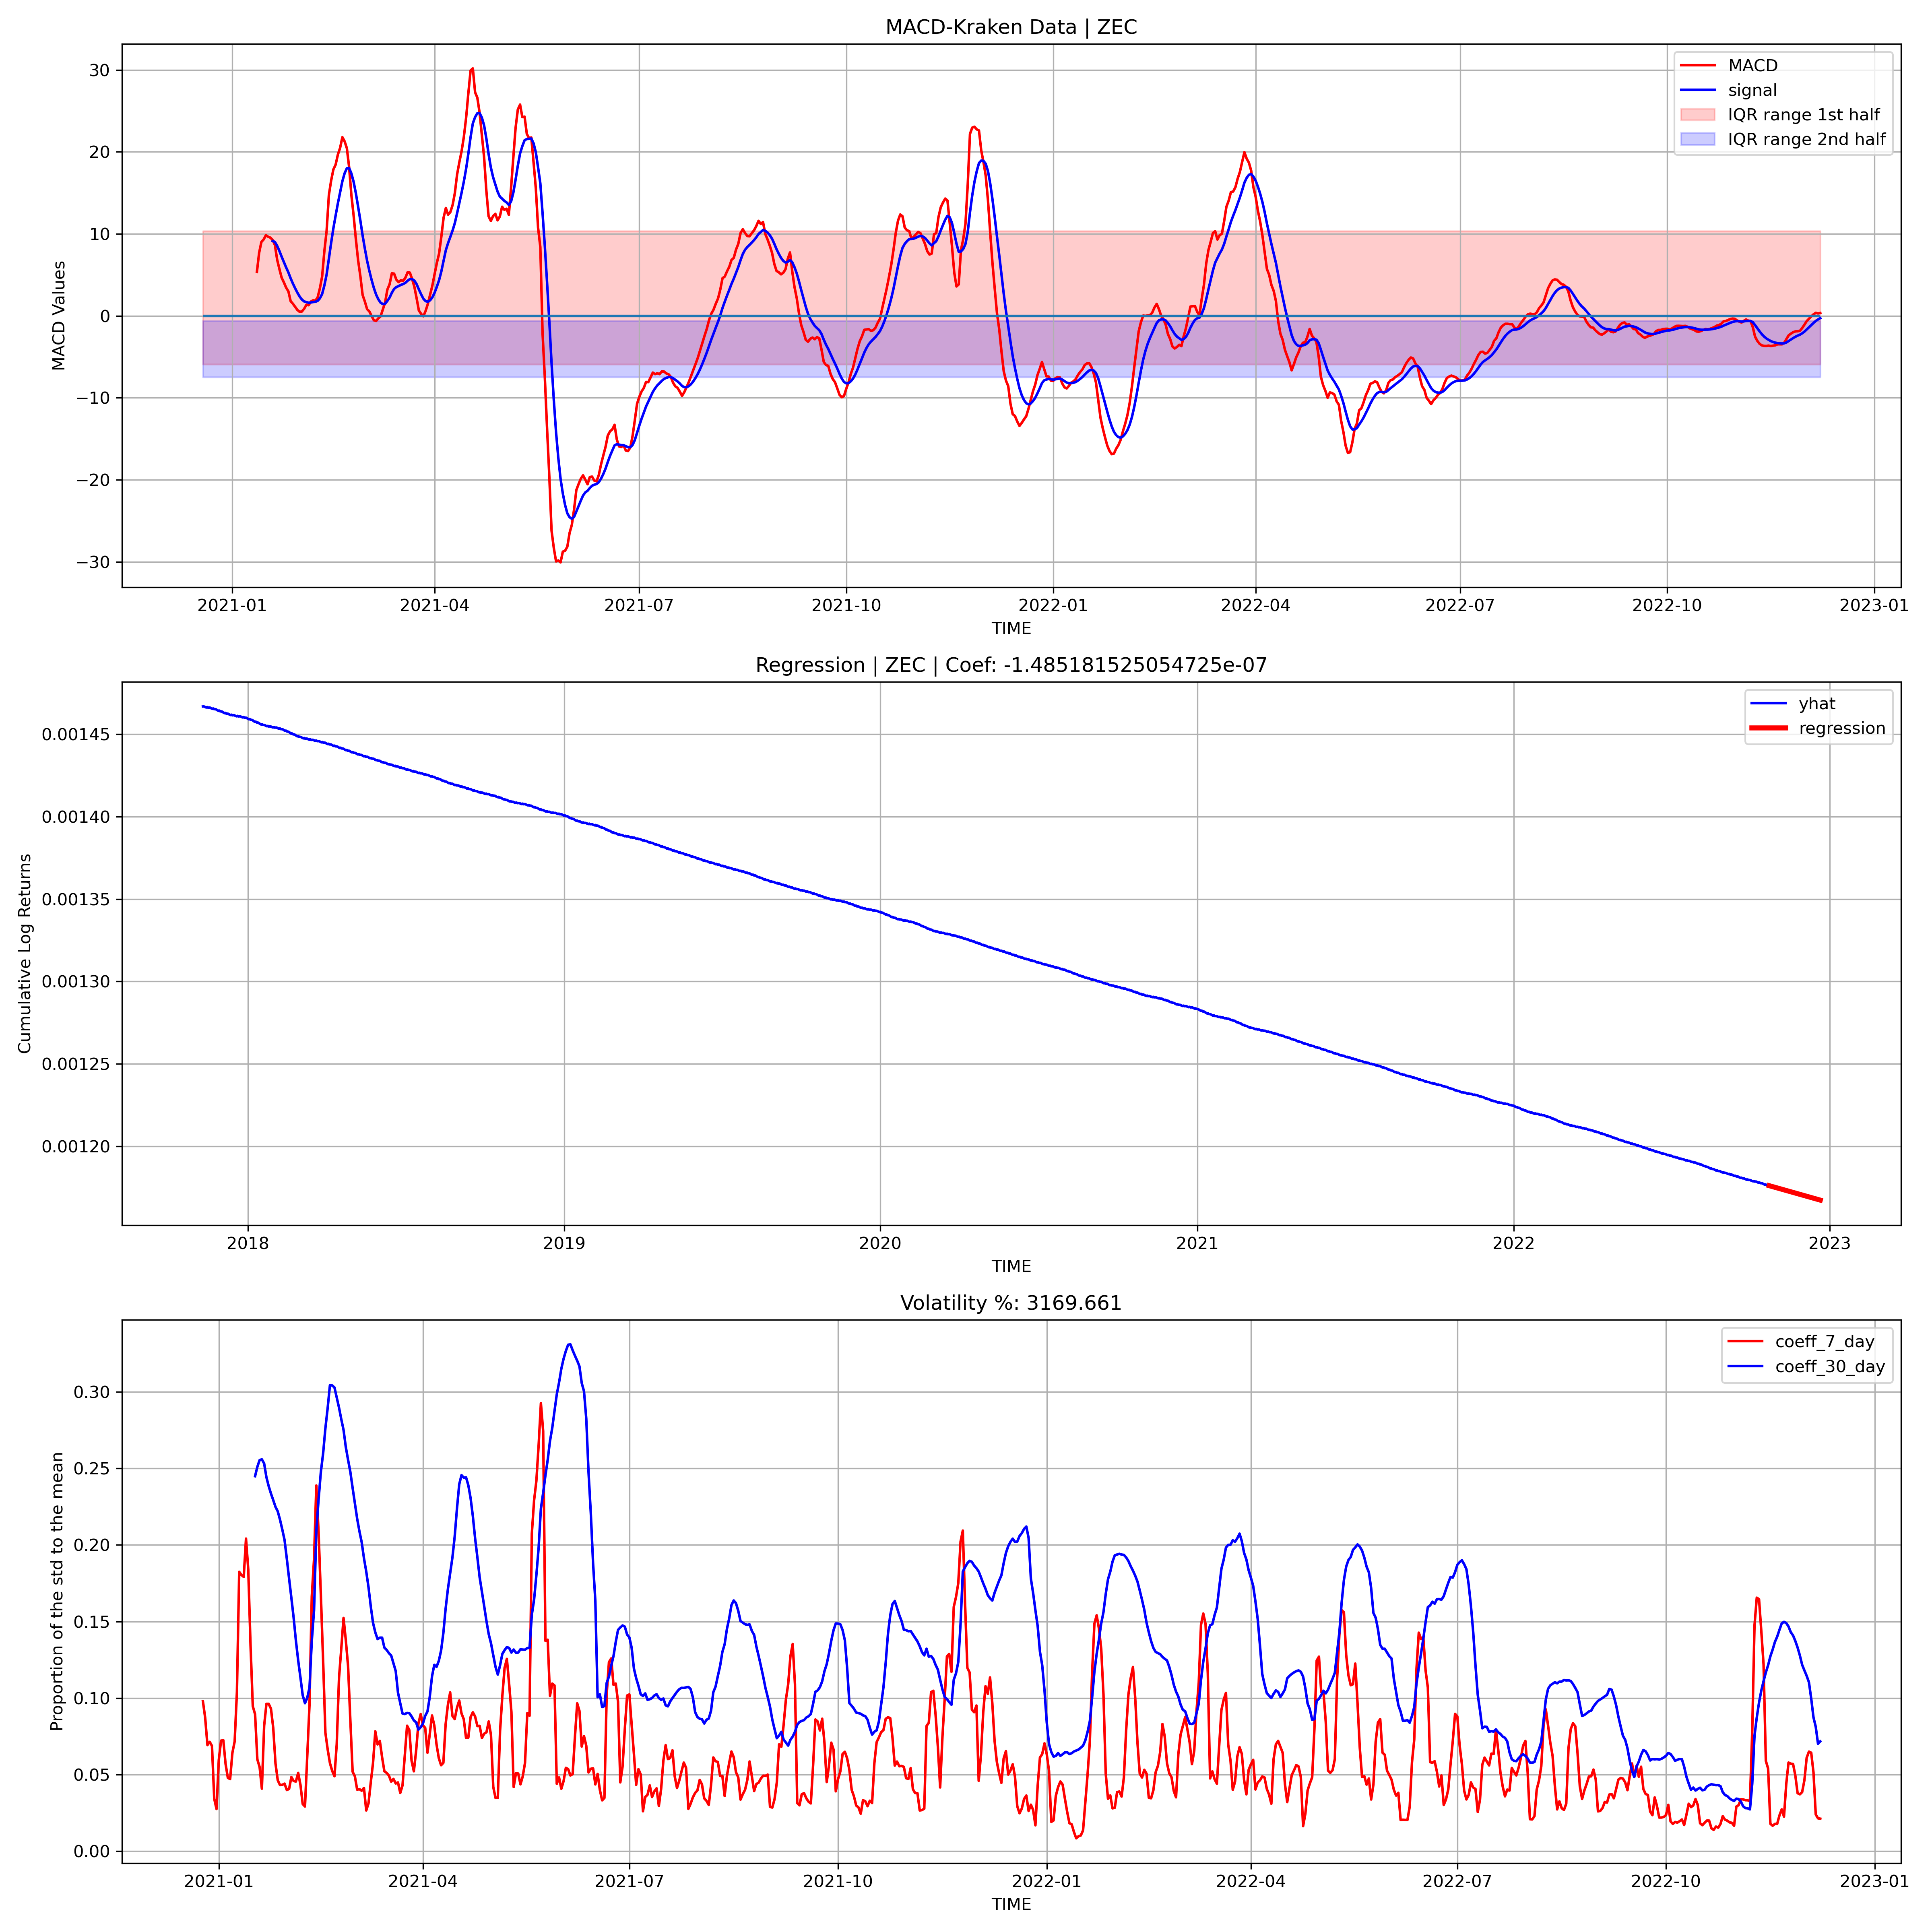 MACD-Kraken Data | ZEC
MACD
signal
IQR range 1st half
IQR range 2nd half
30
20
10
0
−10
−20
−30
MACD Values
2021-01 2021-04 2021-07 2021-10 2022-01 2022-04 2022-07 2022-10 2023-01
TIME
Regression | ZEC | Coef: -1.485181525054725e-07
yhat
regression
0.00145
0.00140
0.00135
0.00130
0.00125
0.00120
Cumulative Log Returns
2018 2019 2020 2021 2022 2023
TIME
Volatility %: 3169.661
coeff_7_day
coeff_30_day
0.30
0.25
0.20
0.15
0.10
0.05
0.00
Proportion of the std to the mean
2021-01 2021-04 2021-07 2021-10 2022-01 2022-04 2022-07 2022-10 2023-01
TIME